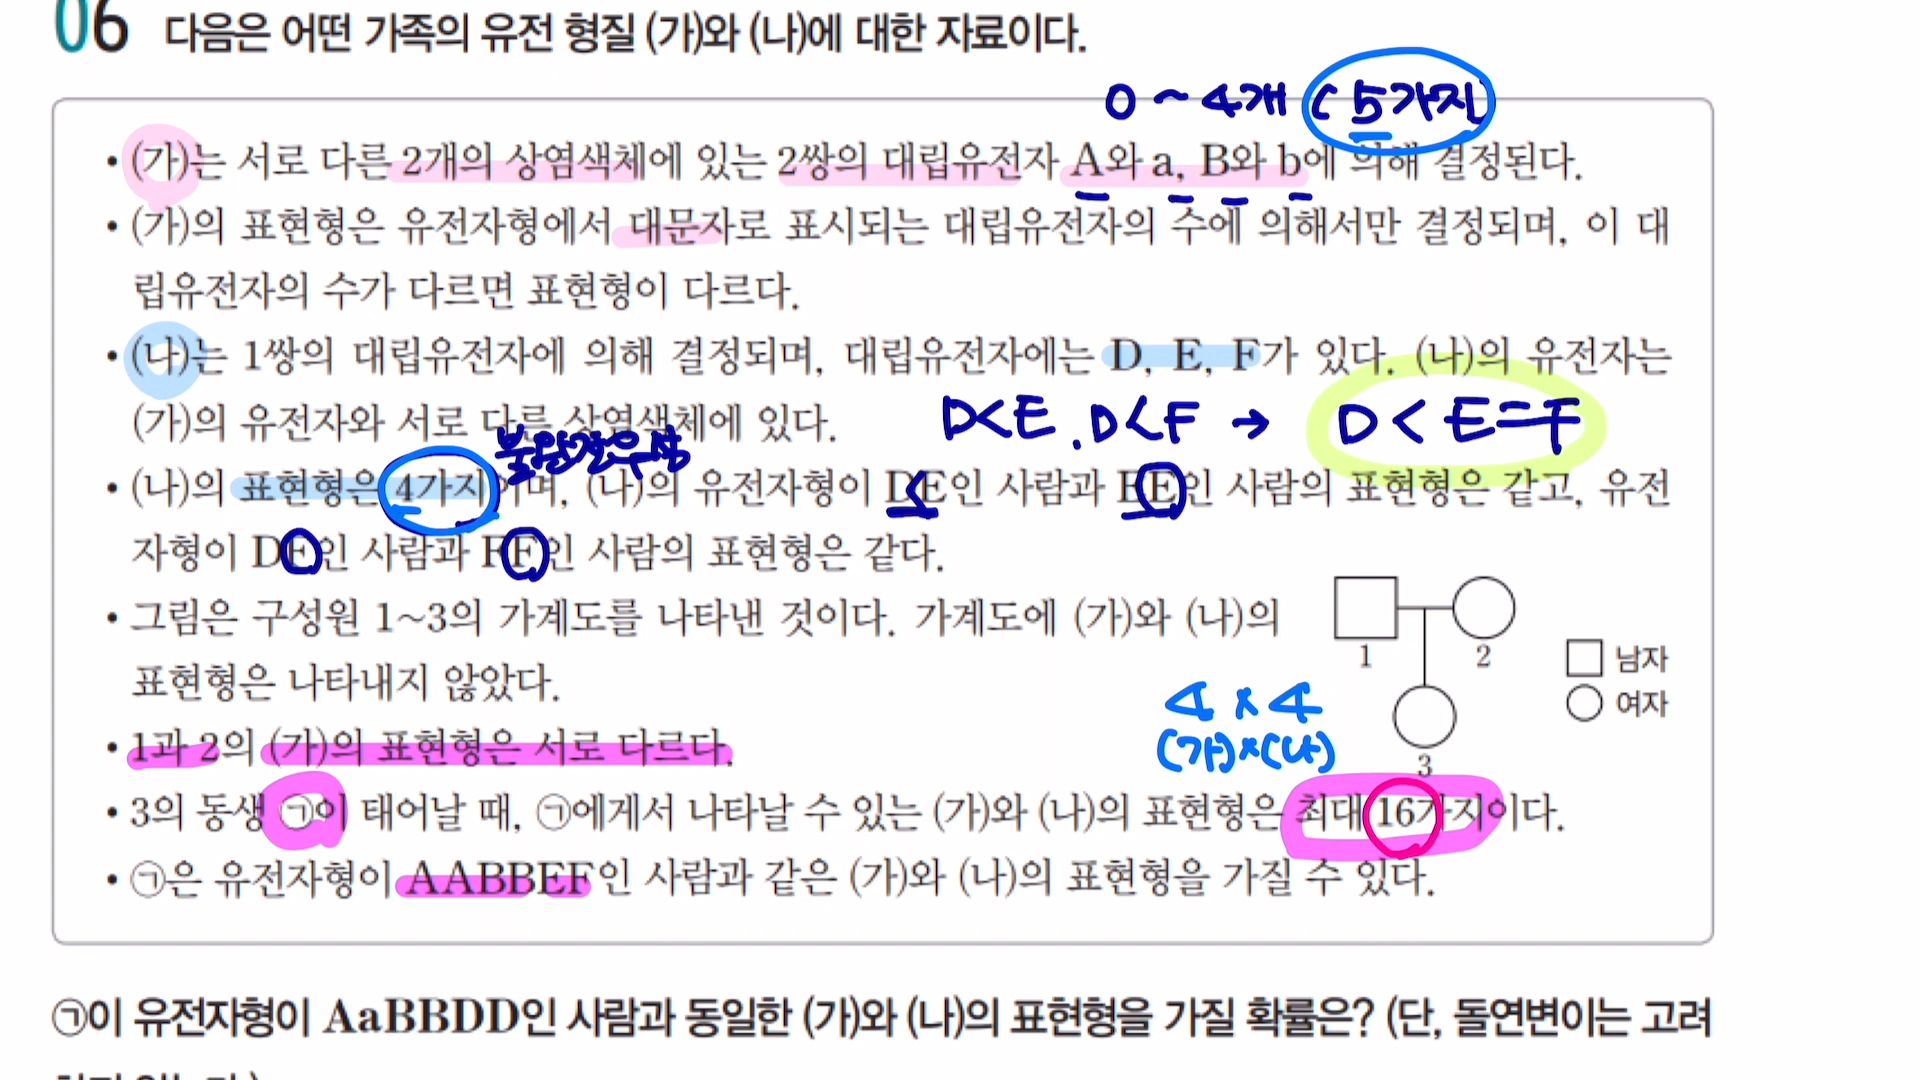 06 다음은 어떤 가족의 유전 형질 (가)와 (나)에 대한 자료이다.
0 ~ 4개 (5가지)
• (가)는 서로 다른 2개의 상염색체에 있는 2쌍의 대립유전자 A와 a, B와 b에 의해 결정된다.
• (가)의 표현형은 유전자형에서 대문자로 표시되는 대립유전자의 수에 의해서만 결정되며, 이 대
립유전자의 수가 다르면 표현형이 다르다.
• (나)는 1쌍의 대립유전자에 의해 결정되며, 대립유전자에는 D, E, F가 있다. (나)의 유전자는
(가)의 유전자와 서로 다른 상염색체에 있다.
D<E, D<F → D < E=F
불완전우성
• (나)의 표현형은 4가지이며, (나)의 유전자형이 DE인 사람과 EE인 사람의 표현형은 같고, 유전
자형이 DF인 사람과 FF인 사람의 표현형은 같다.
• 그림은 구성원 1~3의 가계도를 나타낸 것이다. 가계도에 (가)와 (나)의
표현형은 나타내지 않았다.
1 2
남자
여자
3
4 × 4
(가)×(나)
• 1과 2의 (가)의 표현형은 서로 다르다.
• 3의 동생 ㉠이 태어날 때, ㉠에게서 나타날 수 있는 (가)와 (나)의 표현형은 최대 16가지이다.
• ㉠은 유전자형이 AABBEF인 사람과 같은 (가)와 (나)의 표현형을 가질 수 있다.
㉠이 유전자형이 AaBBDD인 사람과 동일한 (가)와 (나)의 표현형을 가질 확률은? (단, 돌연변이는 고려